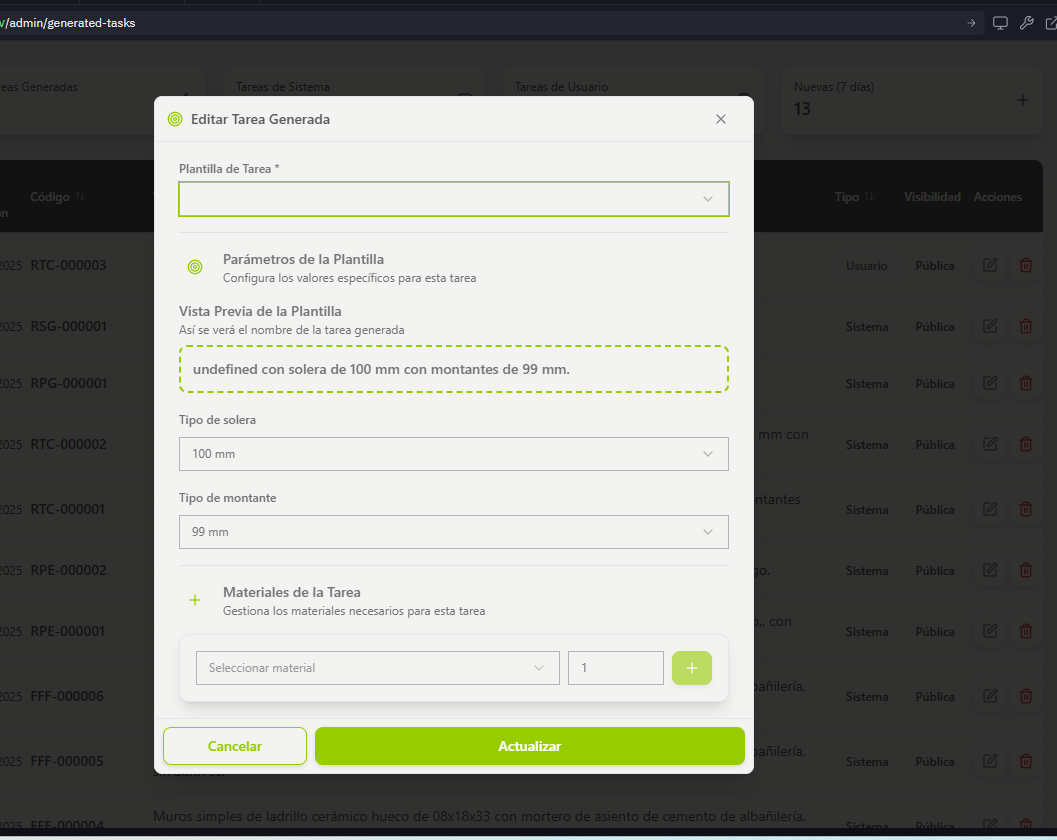 /admin/generated-tasks
eas Generadas
Tareas de Sistema
Tareas de Usuario
Nuevas (7 días)
13
Editar Tarea Generada
Plantilla de Tarea *
Parámetros de la Plantilla
Configura los valores específicos para esta tarea
Vista Previa de la Plantilla
Así se verá el nombre de la tarea generada
undefined con solera de 100 mm con montantes de 99 mm.
Tipo de solera
100 mm
Tipo de montante
99 mm
Materiales de la Tarea
Gestiona los materiales necesarios para esta tarea
Seleccionar material
1
Cancelar
Actualizar
Código
Tipo
Visibilidad
Acciones
2025 RTC-000003 Usuario Pública
2025 RSG-000001 Sistema Pública
2025 RPG-000001 Sistema Pública
2025 RTC-000002 mm con Sistema Pública
2025 RTC-000001 ntantes Sistema Pública
2025 RPE-000002 go. Sistema Pública
2025 RPE-000001 o., con Sistema Pública
2025 FFF-000006 bañilería, Sistema Pública
2025 FFF-000005 bañilería, Sistema Pública
2025 FFF-000004 Muros simples de ladrillo cerámico hueco de 08x18x33 con mortero de asiento de cemento de albañilería, Sistema Pública